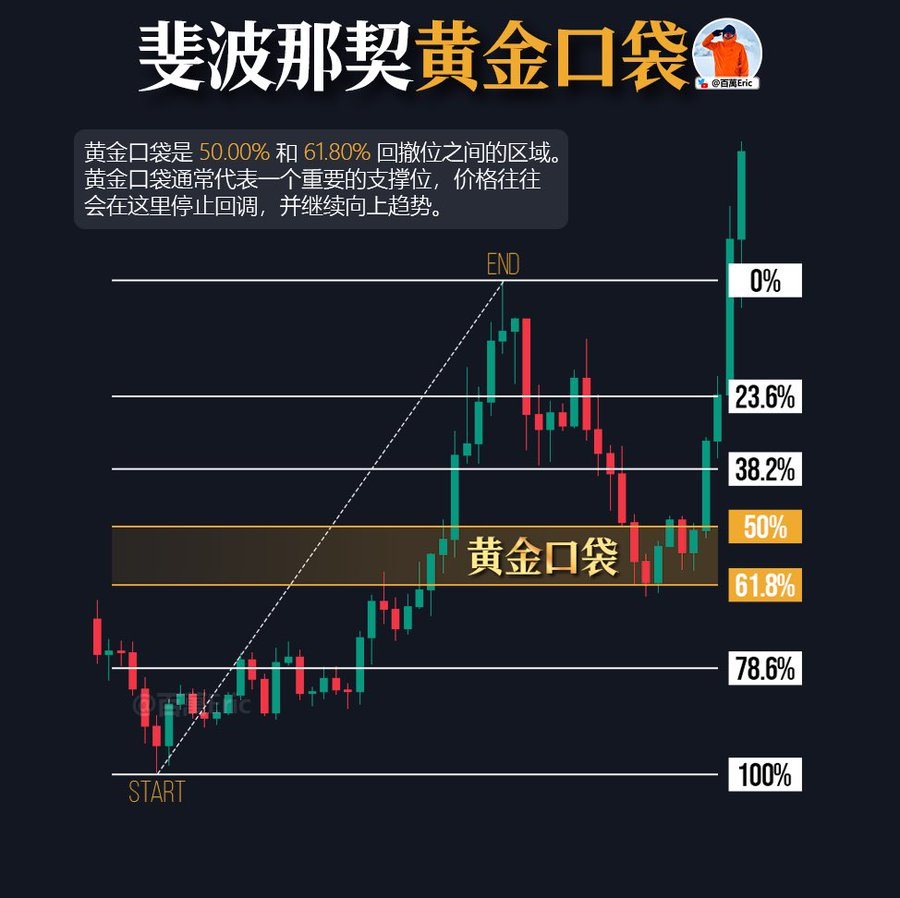 斐波那契黄金口袋
@百萬Eric
黄金口袋是 50.00% 和 61.80% 回撤位之间的区域。
黄金口袋通常代表一个重要的支撑位，价格往往
会在这里停止回调，并继续向上趋势。
END
0%
23.6%
38.2%
50%
黄金口袋
61.8%
78.6%
@百萬Eric
100%
START